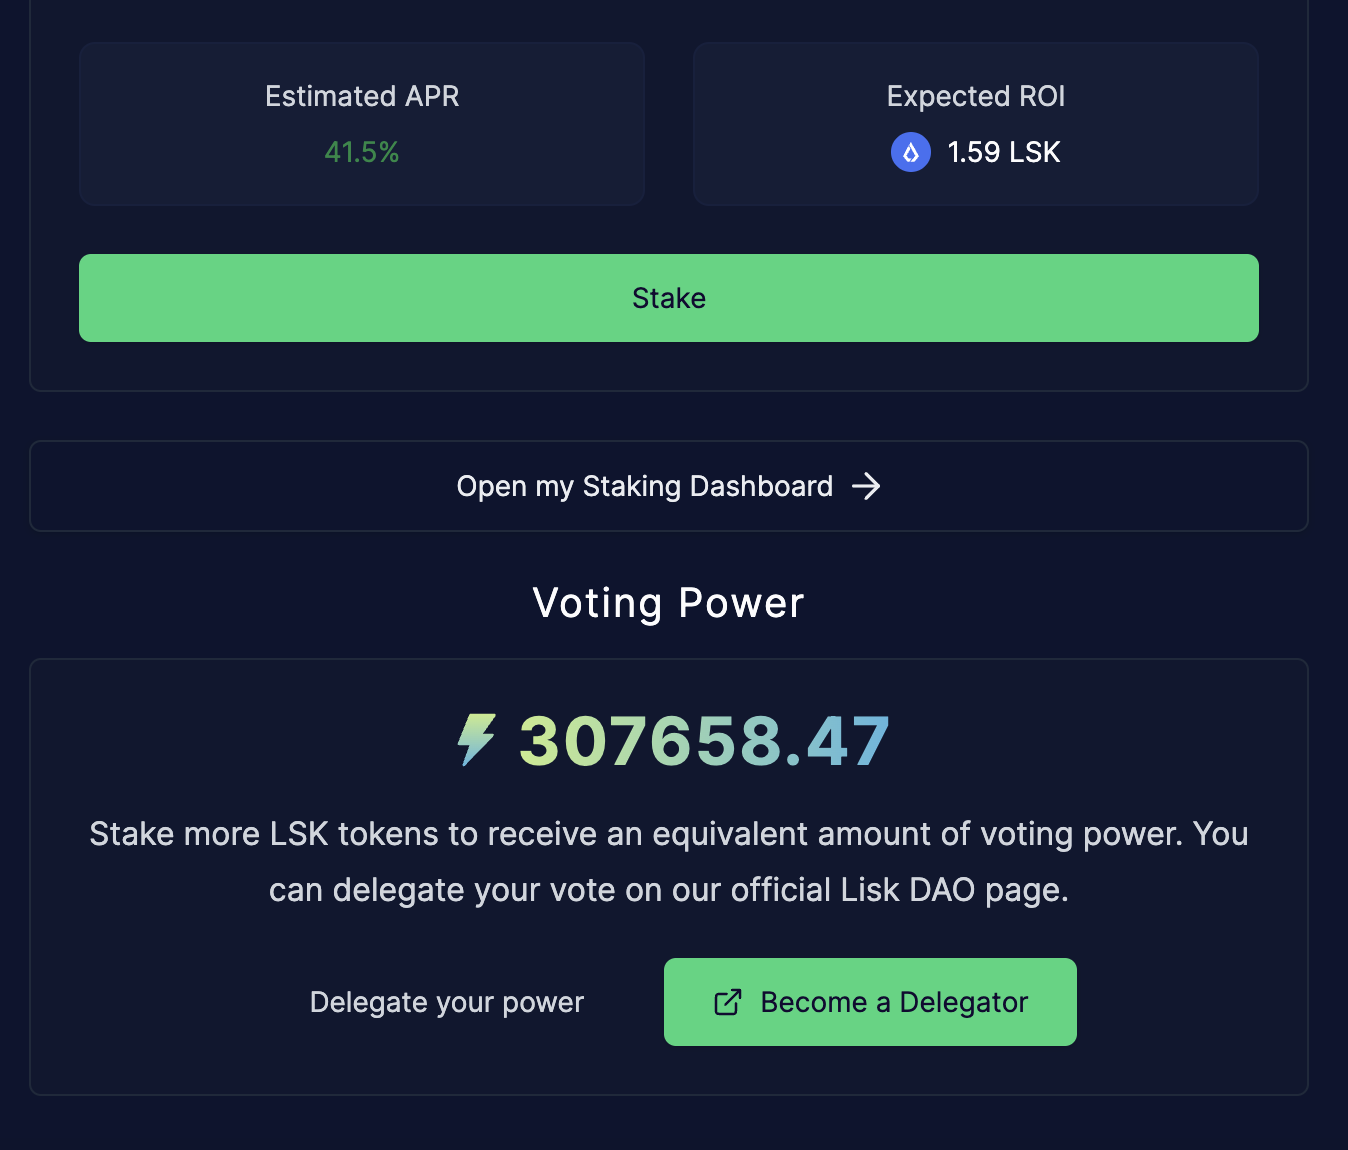 Estimated APR
41.5%
Expected ROI
1.59 LSK
Stake
Open my Staking Dashboard
Voting Power
307658.47
Stake more LSK tokens to receive an equivalent amount of voting power. You
can delegate your vote on our official Lisk DAO page.
Delegate your power
Become a Delegator